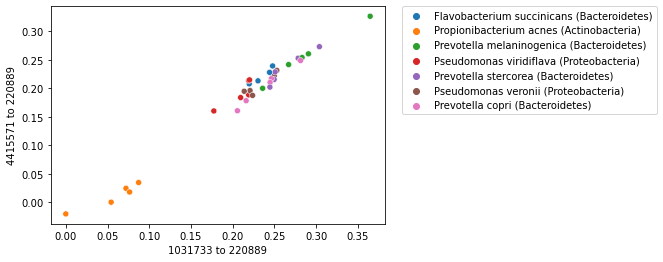 Flavobacterium succinicans (Bacteroidetes)
Propionibacterium acnes (Actinobacteria)
Prevotella melaninogenica (Bacteroidetes)
Pseudomonas viridiflava (Proteobacteria)
Prevotella stercorea (Bacteroidetes)
Pseudomonas veronii (Proteobacteria)
Prevotella copri (Bacteroidetes)
4415571 to 220889
0.30
0.25
0.20
0.15
0.10
0.05
0.00
0.00 0.05 0.10 0.15 0.20 0.25 0.30 0.35
1031733 to 220889